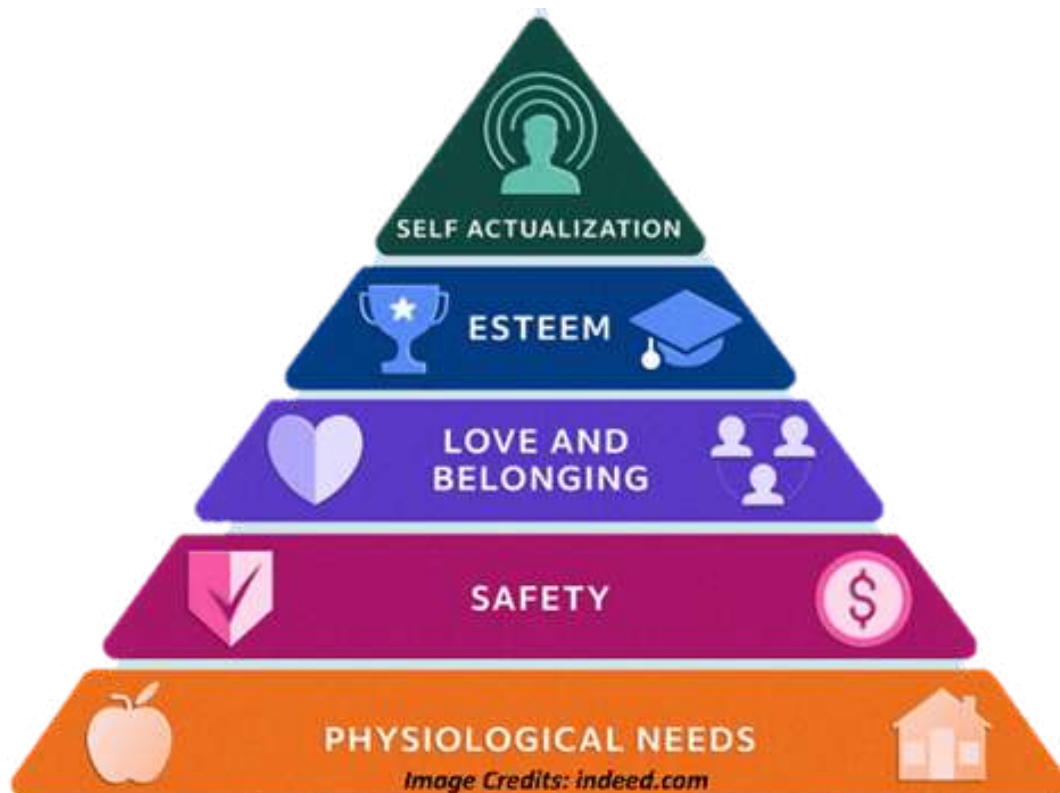 SELF ACTUALIZATION
ESTEEM
LOVE AND
BELONGING
SAFETY
$
PHYSIOLOGICAL NEEDS
Image Credits: indeed.com